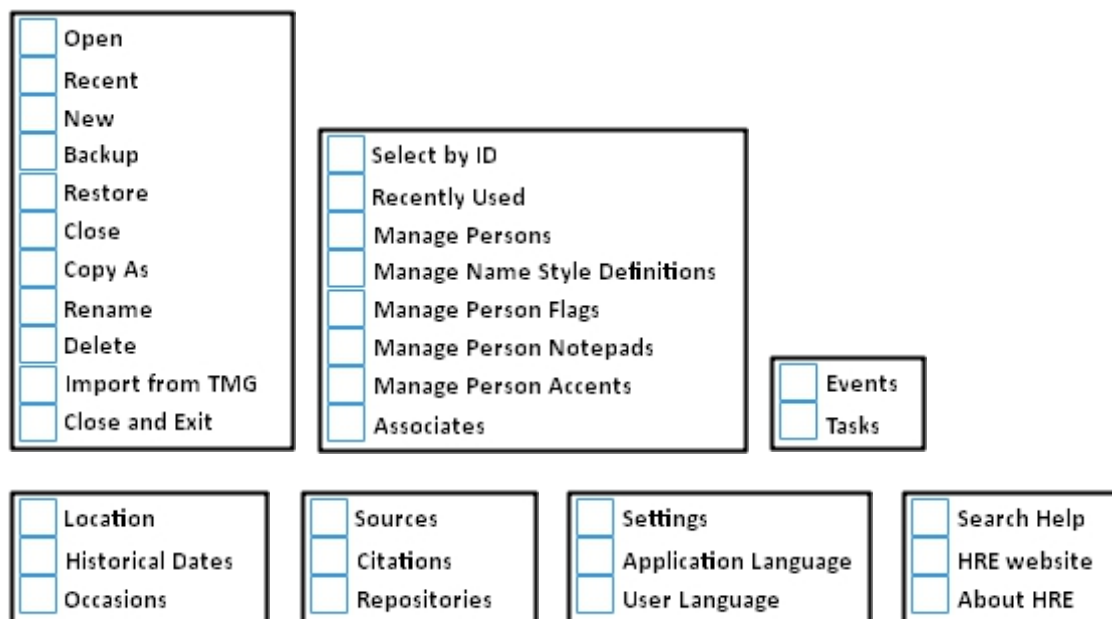 Open
Recent
New
Backup
Restore
Close
Copy As
Rename
Delete
Import from TMG
Close and Exit
Select by ID
Recently Used
Manage Persons
Manage Name Style Definitions
Manage Person Flags
Manage Person Notepads
Manage Person Accents
Associates
Events
Tasks
Location
Historical Dates
Occasions
Sources
Citations
Repositories
Settings
Application Language
User Language
Search Help
HRE website
About HRE